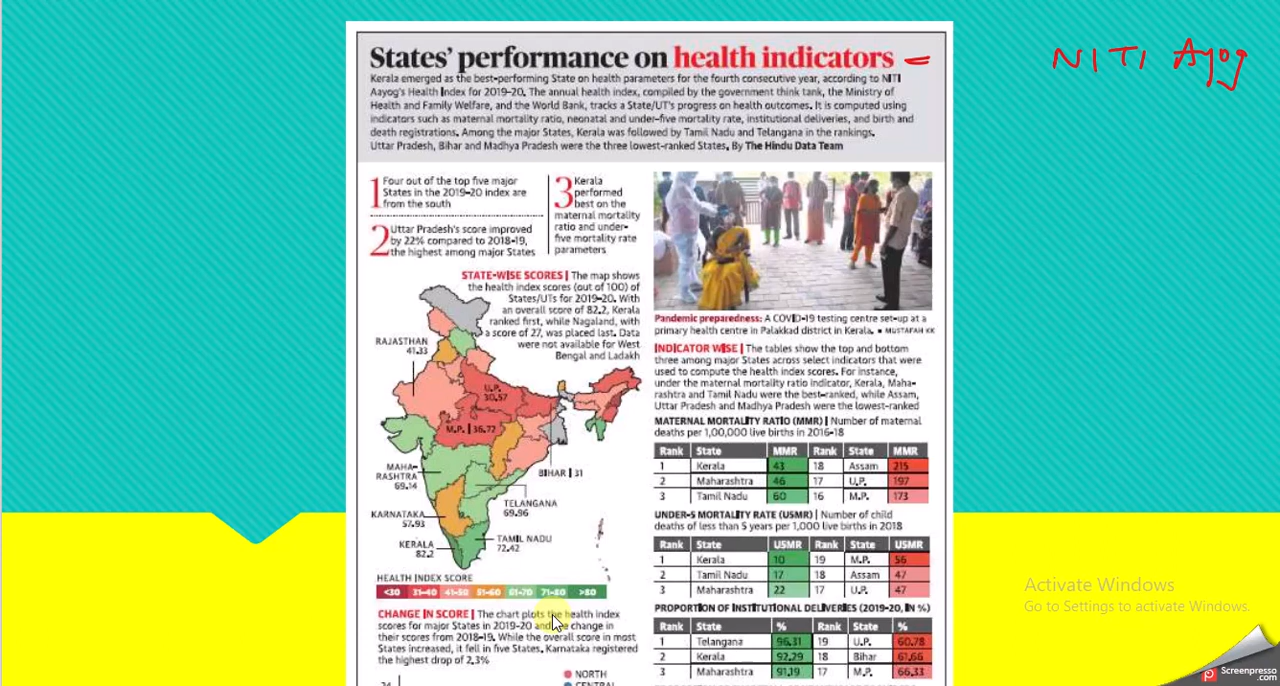 NITI Ayog
States' performance on health indicators
Kerala emerged as the best-performing State on health parameters for the fourth consecutive year, according to NITI
Aayog's Health Index for 2019-20. The annual health index, compiled by the government think tank, the Ministry of
Health and Family Welfare, and the World Bank, tracks a State/UT's progress on health outcomes. It is computed using
indicators such as maternal mortality ratio, neonatal and under-five mortality rate, institutional deliveries, and birth and
death registrations. Among the major States, Kerala was followed by Tamil Nadu and Telangana in the rankings.
Uttar Pradesh, Bihar and Madhya Pradesh were the three lowest-ranked States. By The Hindu Data Team
1 Four out of the top five major
States in the 2019-20 index are
from the south
2 Uttar Pradesh's score improved
by 22% compared to 2018-19,
the highest among major States
3 Kerala
performed
best on the
maternal mortality
ratio and under-
five mortality rate
parameters
STATE-WISE SCORES | The map shows
the health index scores (out of 100) of
States/UTs for 2019-20. With
an overall score of 82.2, Kerala
ranked first, while Nagaland, with
a score of 27, was placed last. Data
were not available for West
Bengal and Ladakh
RAJASTHAN
41.33
U.P.
30.57
M.P. | 36.72
BIHAR | 31
MAHA-
RASHTRA
69.14
TELANGANA
69.96
KARNATAKA
57.93
KERALA
82.2
TAMIL NADU
72.42
HEALTH INDEX SCORE
<30 31-40 41-50 51-60 61-70 71-80 >80
CHANGE IN SCORE | The chart plots the health index
scores for major States in 2019-20 and the change in
their scores from 2018-19. While the overall score in most
States increased, it fell in five States. Karnataka registered
the highest drop of 2.3%
24
NORTH
CENTRAL
Pandemic preparedness: A COVID-19 testing centre set-up at a
primary health centre in Palakkad district in Kerala. ■ MUSTAFAH KK
INDICATOR WISE | The tables show the top and bottom
three among major States across select indicators that were
used to compute the health index scores. For instance,
under the maternal mortality ratio indicator, Kerala, Maha-
rashtra and Tamil Nadu were the best-ranked, while Assam,
Uttar Pradesh and Madhya Pradesh were the lowest-ranked
MATERNAL MORTALITY RATIO (MMR) | Number of maternal
deaths per 1,00,000 live births in 2016-18
Rank State MMR Rank State MMR
1 Kerala 43 18 Assam 215
2 Maharashtra 46 17 U.P. 197
3 Tamil Nadu 60 16 M.P. 173
UNDER-5 MORTALITY RATE (U5MR) | Number of child
deaths of less than 5 years per 1,000 live births in 2018
Rank State U5MR Rank State U5MR
1 Kerala 10 19 M.P. 56
2 Tamil Nadu 17 18 Assam 47
3 Maharashtra 22 17 U.P. 47
PROPORTION OF INSTITUTIONAL DELIVERIES (2019-20, IN %)
Rank State % Rank State %
1 Telangana 96.31 19 U.P. 60.78
2 Kerala 92.29 18 Bihar 61.66
3 Maharashtra 91.19 17 M.P. 66.33
Activate Windows
Go to Settings to activate Windows.
Screenpresso